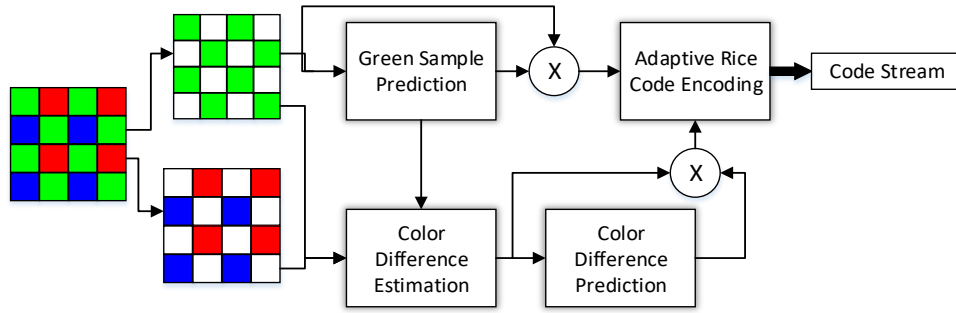 Green Sample
Prediction
X
Adaptive Rice
Code Encoding
Code Stream
X
Color
Difference
Estimation
Color
Difference
Prediction